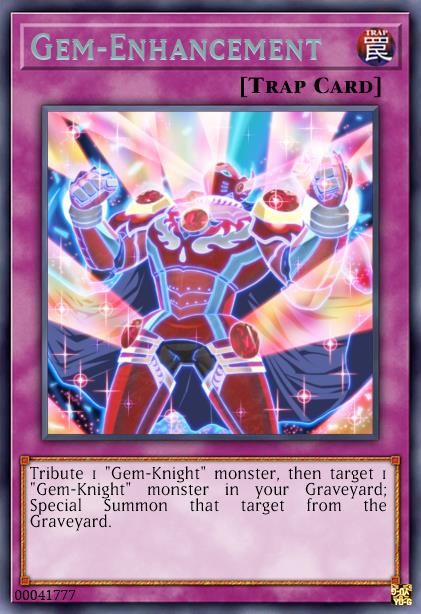 Gem-Enhancement
TRAP
罠
[Trap Card]
Tribute 1 "Gem-Knight" monster, then target 1
"Gem-Knight" monster in your Graveyard;
Special Summon that target from the
Graveyard.
00041777